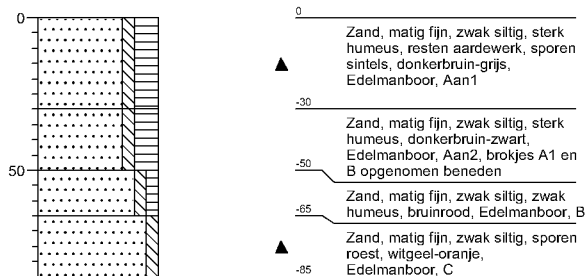 0
50
0
Zand, matig fijn, zwak siltig, sterk
humeus, resten aardewerk, sporen
sintels, donkerbruin-grijs,
Edelmanboor, Aan1
-30
Zand, matig fijn, zwak siltig, sterk
humeus, donkerbruin-zwart,
Edelmanboor, Aan2, brokjes A1 en
B opgenomen beneden
-50
Zand, matig fijn, zwak siltig, zwak
humeus, bruinrood, Edelmanboor, B
-65
Zand, matig fijn, zwak siltig, sporen
roest, witgeel-oranje,
Edelmanboor, C
-85